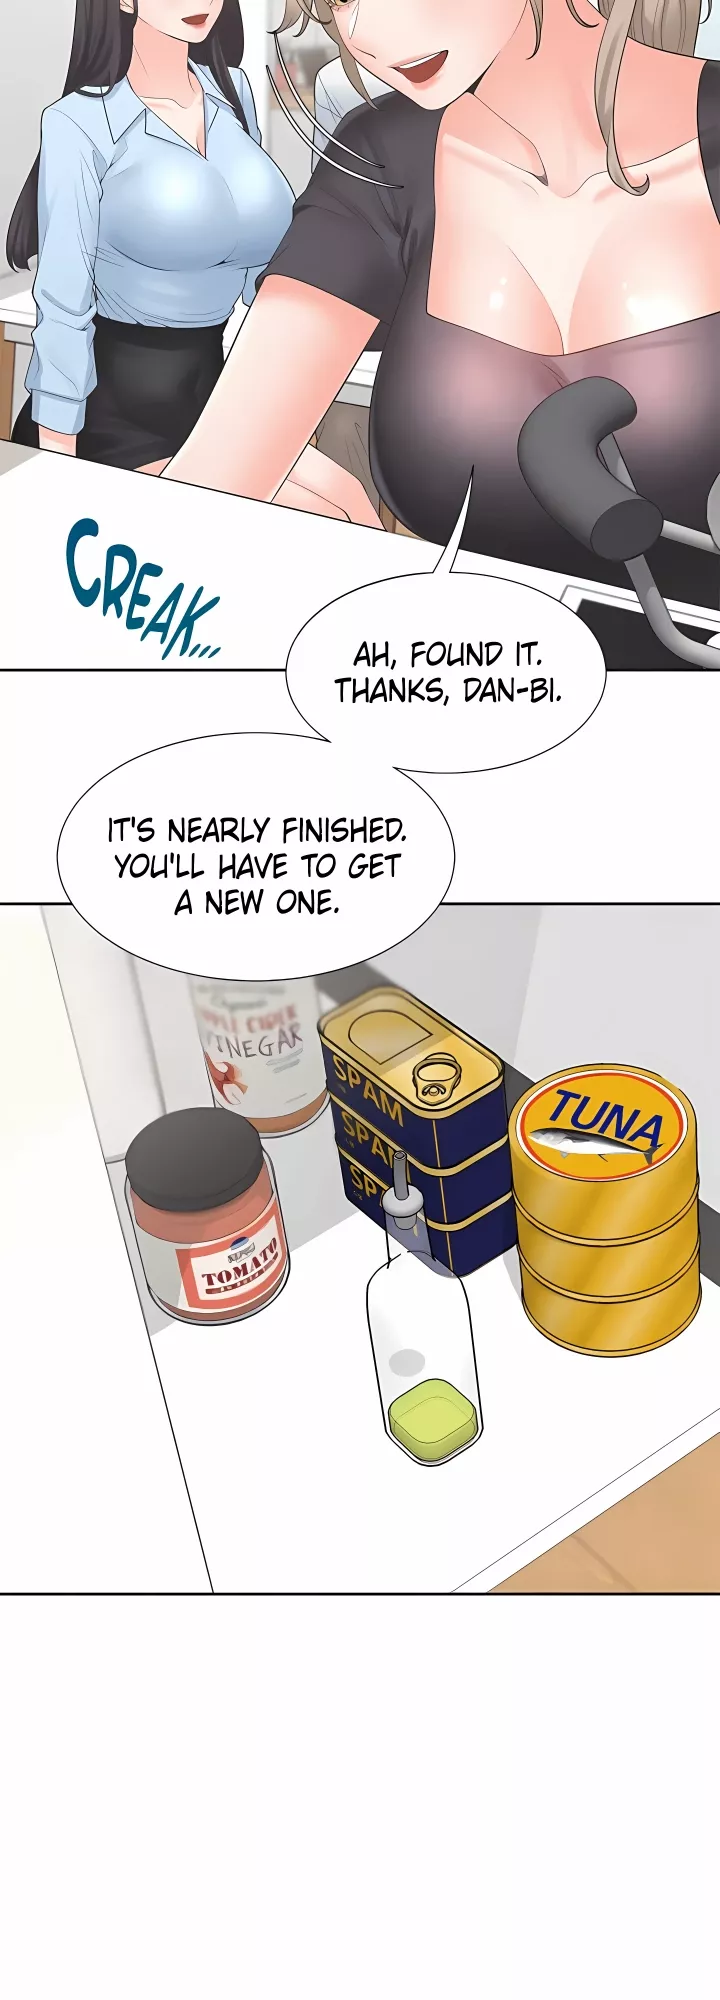 CREAK...
AH, FOUND IT.
THANKS, DAN-BI.
IT'S NEARLY FINISHED.
YOU'LL HAVE TO GET
A NEW ONE.
Organic
APPLE CIDER
VINEGAR
SPAM
SPAM
SP
TUNA
TOMATO